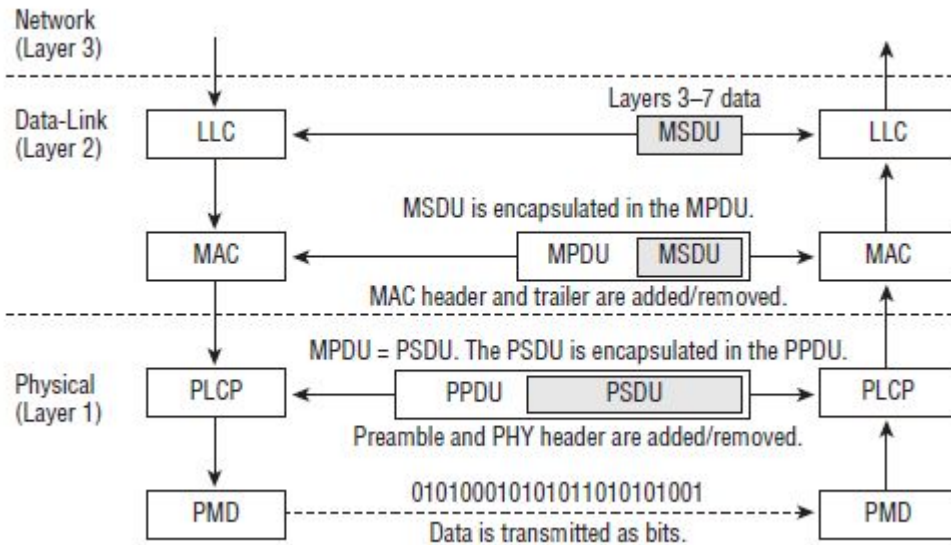 Network
(Layer 3)
Layers 3–7 data
Data-Link
(Layer 2)
LLC
MSDU
LLC
MSDU is encapsulated in the MPDU.
MAC
MPDU
MSDU
MAC
MAC header and trailer are added/removed.
MPDU = PSDU. The PSDU is encapsulated in the PPDU.
Physical
(Layer 1)
PLCP
PPDU
PSDU
PLCP
Preamble and PHY header are added/removed.
010100010101011010101001
PMD
PMD
Data is transmitted as bits.